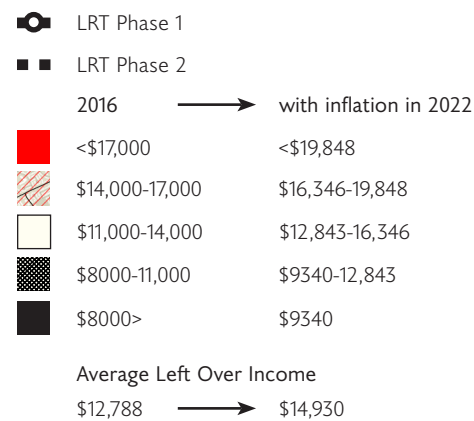 LRT Phase 1
LRT Phase 2
2016 with inflation in 2022
<$17,000 <$19,848
$14,000-17,000 $16,346-19,848
$11,000-14,000 $12,843-16,346
$8000-11,000 $9340-12,843
$8000> $9340
Average Left Over Income
$12,788 $14,930